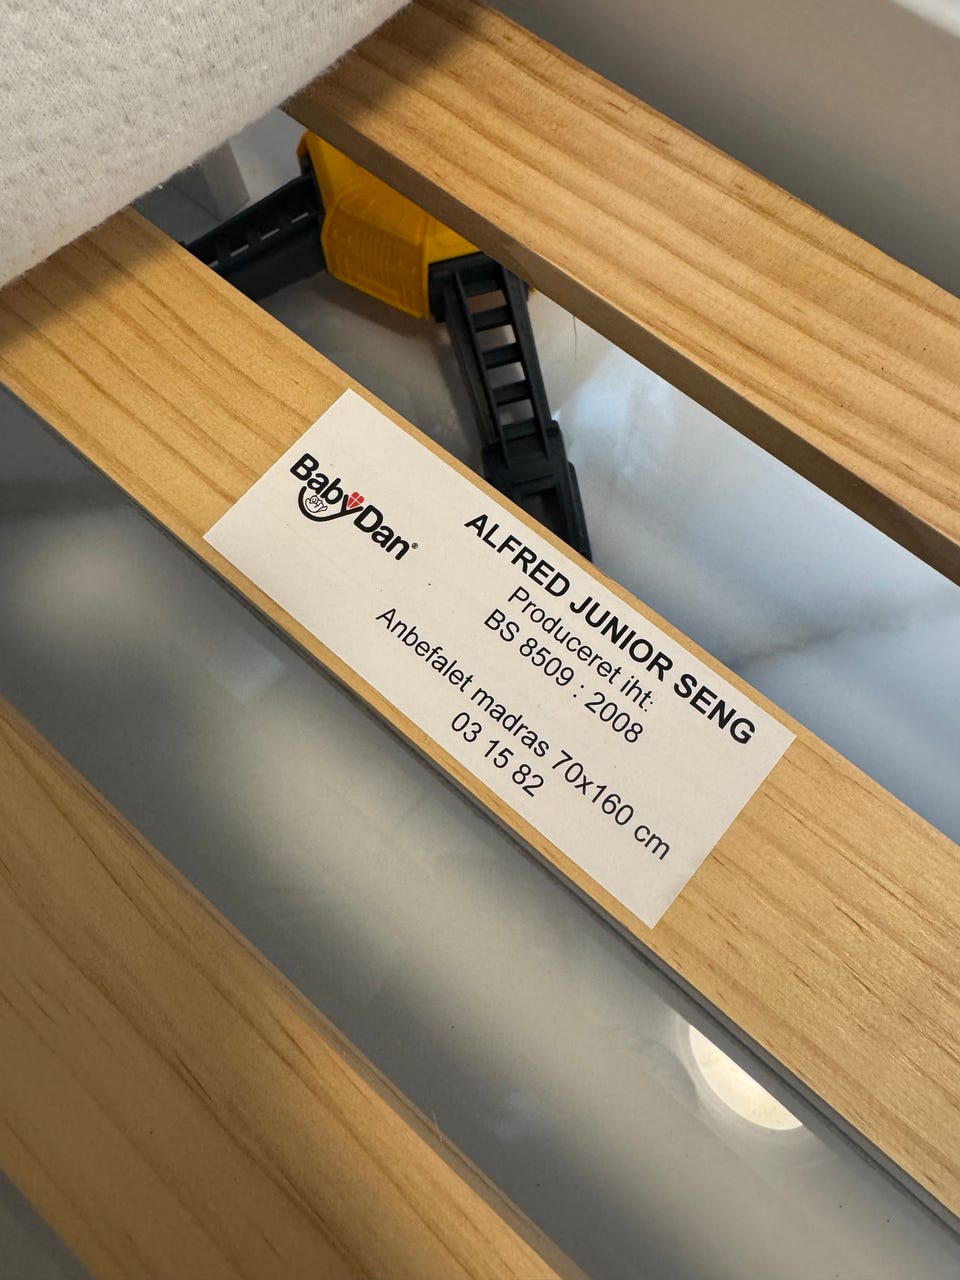 BabyDan®
ALFRED JUNIOR SENG
Produceret iht:
BS 8509 : 2008
Anbefalet madras 70x160 cm
03 15 82